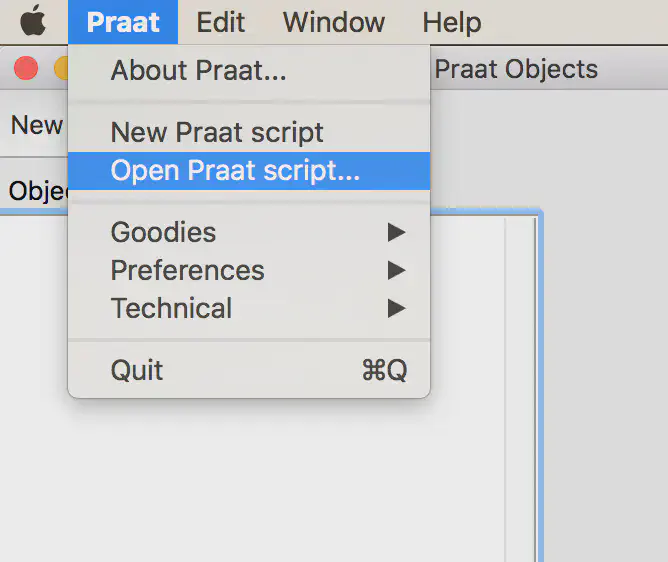 Praat Edit Window Help
About Praat...
Praat Objects
New
New Praat script
Open Praat script...
Goodies
Preferences
Technical
Quit ⌘Q